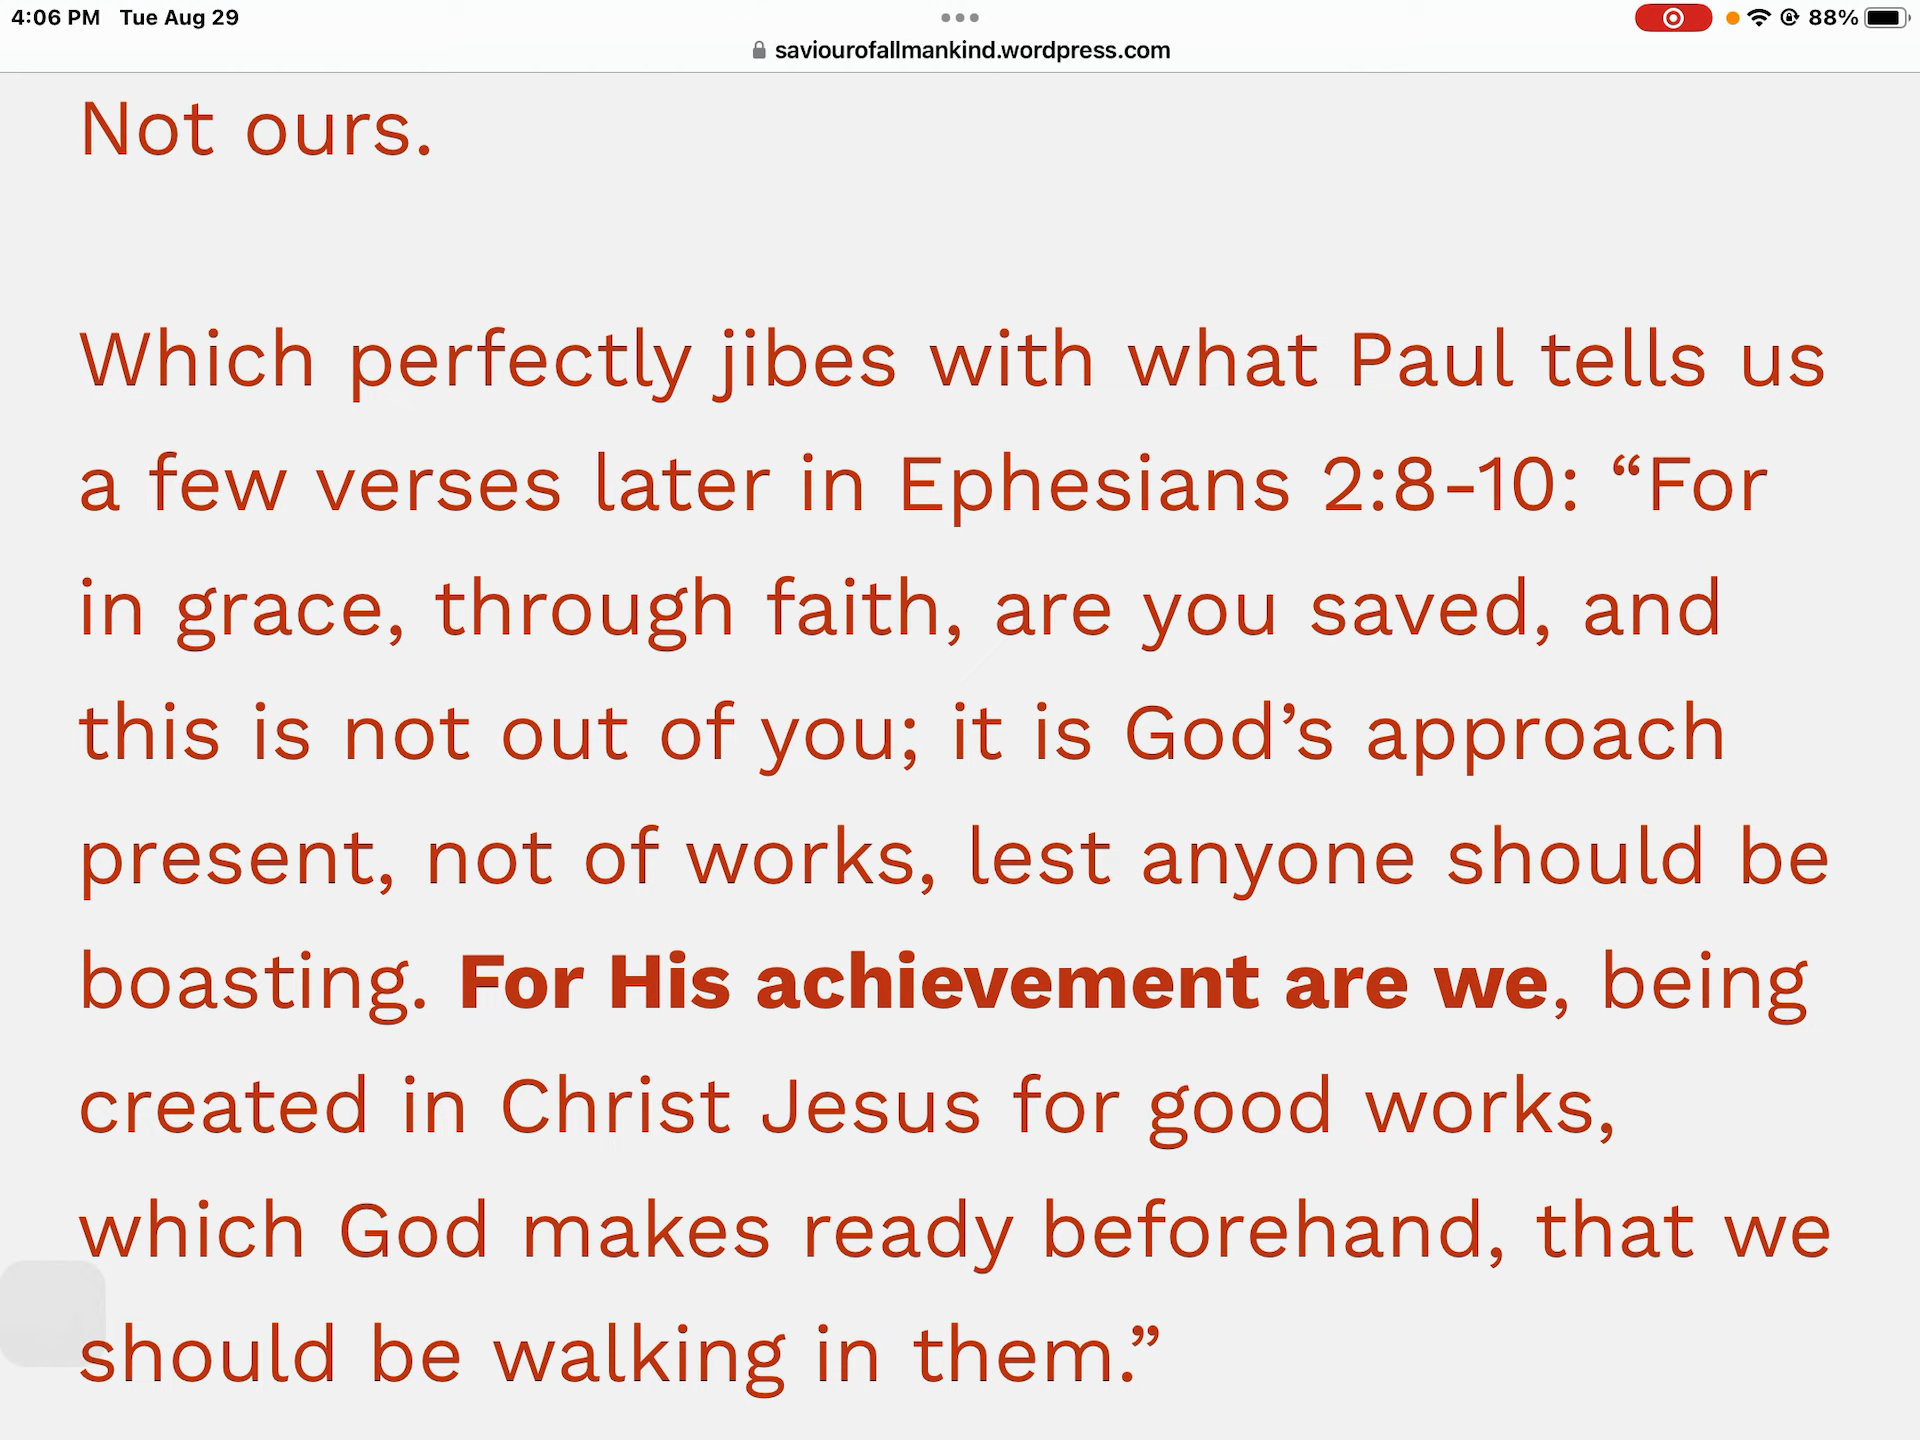 4:06 PM Tue Aug 29
88%
saviourofallmankind.wordpress.com
Not ours.
Which perfectly jibes with what Paul tells us
a few verses later in Ephesians 2:8-10: “For
in grace, through faith, are you saved, and
this is not out of you; it is God’s approach
present, not of works, lest anyone should be
boasting. For His achievement are we, being
created in Christ Jesus for good works,
which God makes ready beforehand, that we
should be walking in them.”